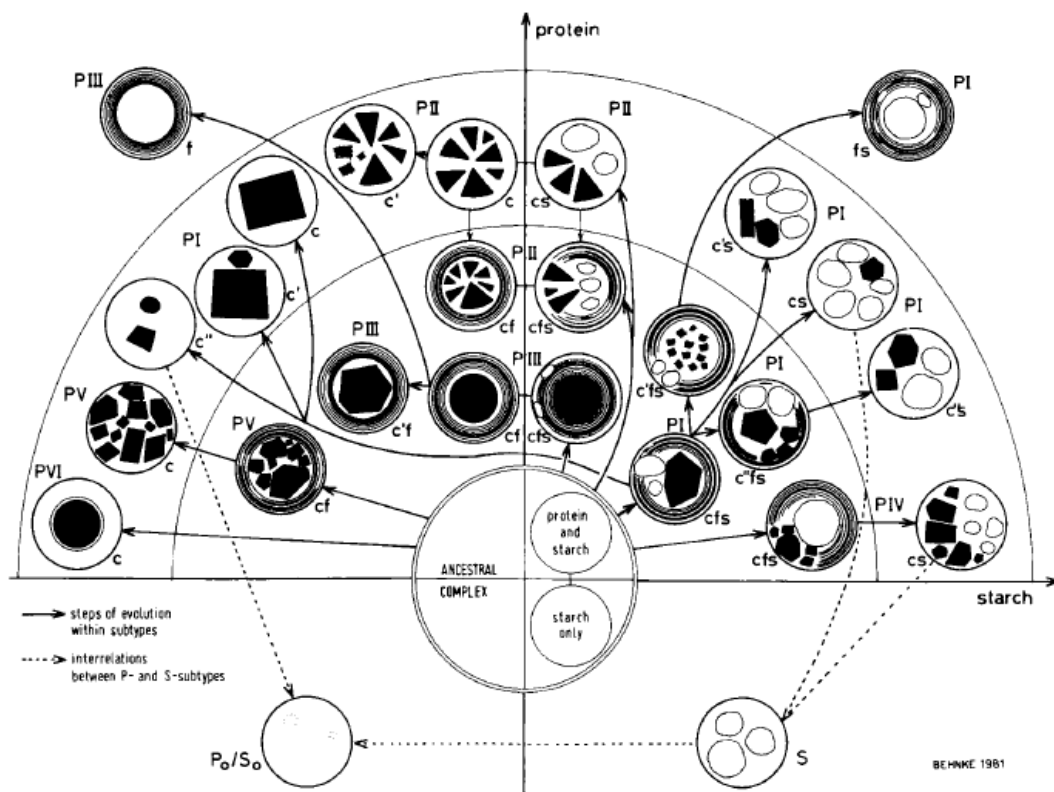 protein
PIII
f
PII
c'
c
PII
cs
PI
fs
c
PI
c'
c''
PII
cf
cfs
c's
PI
cs
PI
c's
PIII
c'f
PIII
cf
cfs
c'fs
PI
c''fs
PV
c
PV
cf
PI
cfs
PVI
c
cfs
PIV
cs
protein
and
starch
ANCESTRAL
COMPLEX
starch
only
starch
steps of evolution
within subtypes
interrelations
between P- and S-subtypes
Po/So
S
BEHNKE 1981